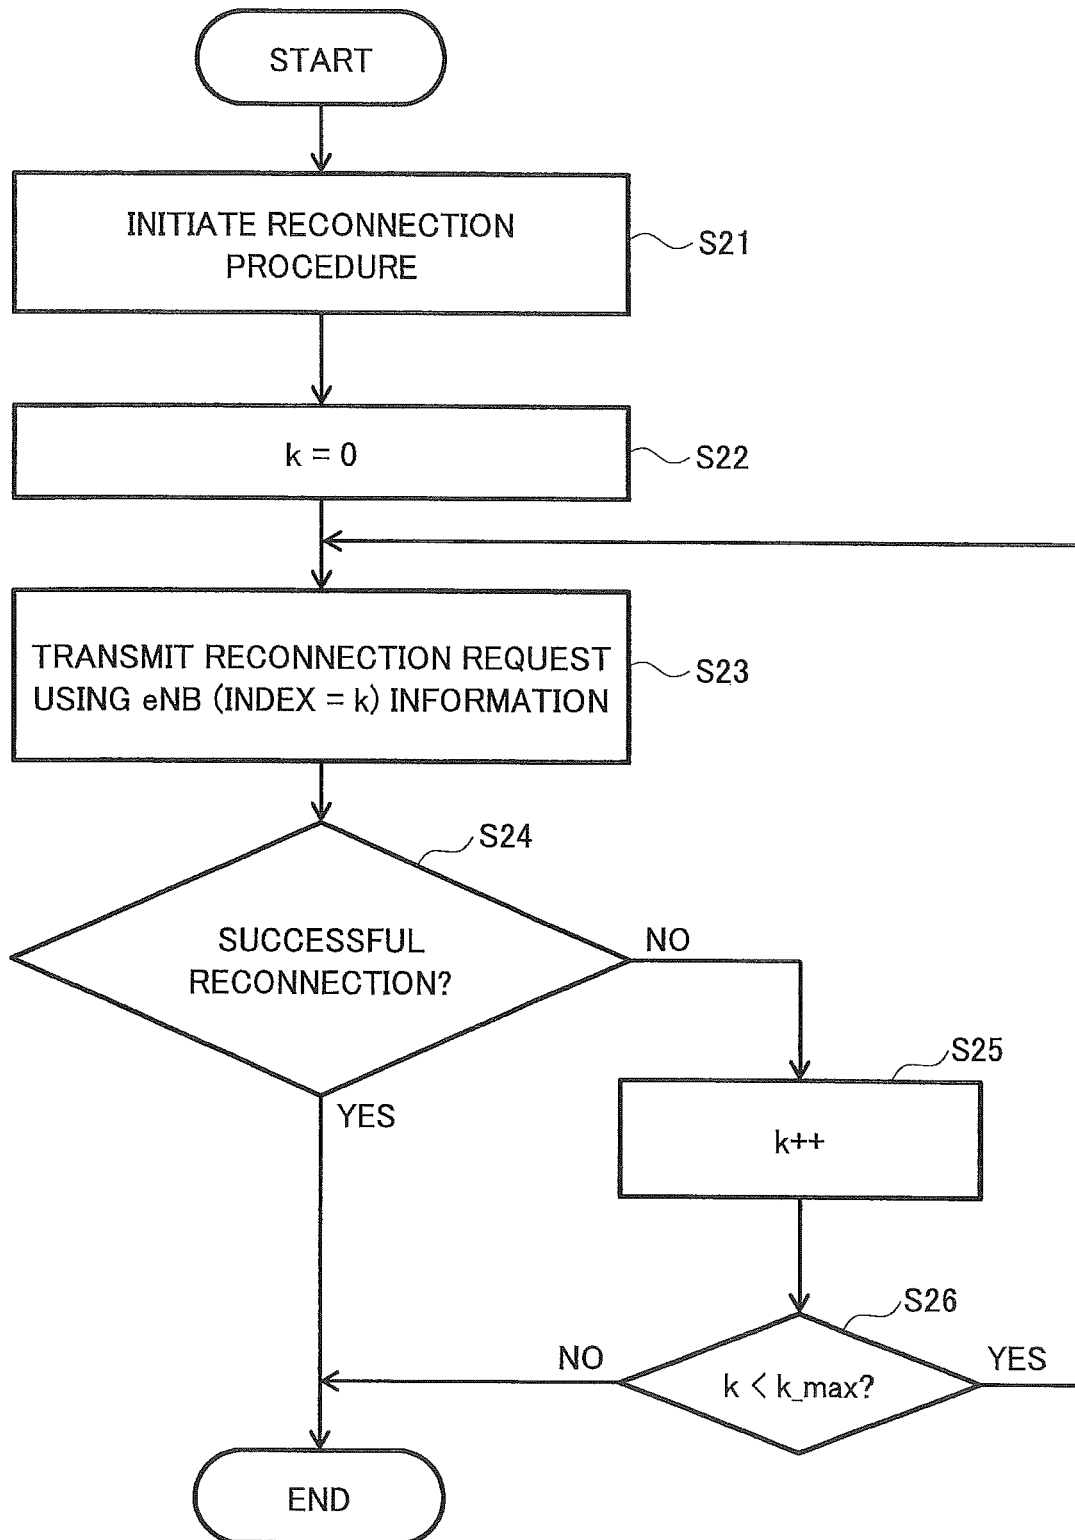 START
INITIATE RECONNECTION
PROCEDURE
S21
k = 0
S22
TRANSMIT RECONNECTION REQUEST
USING eNB (INDEX = k) INFORMATION
S23
S24
SUCCESSFUL
RECONNECTION?
NO
YES
S25
k++
S26
k < k_max?
NO
YES
END